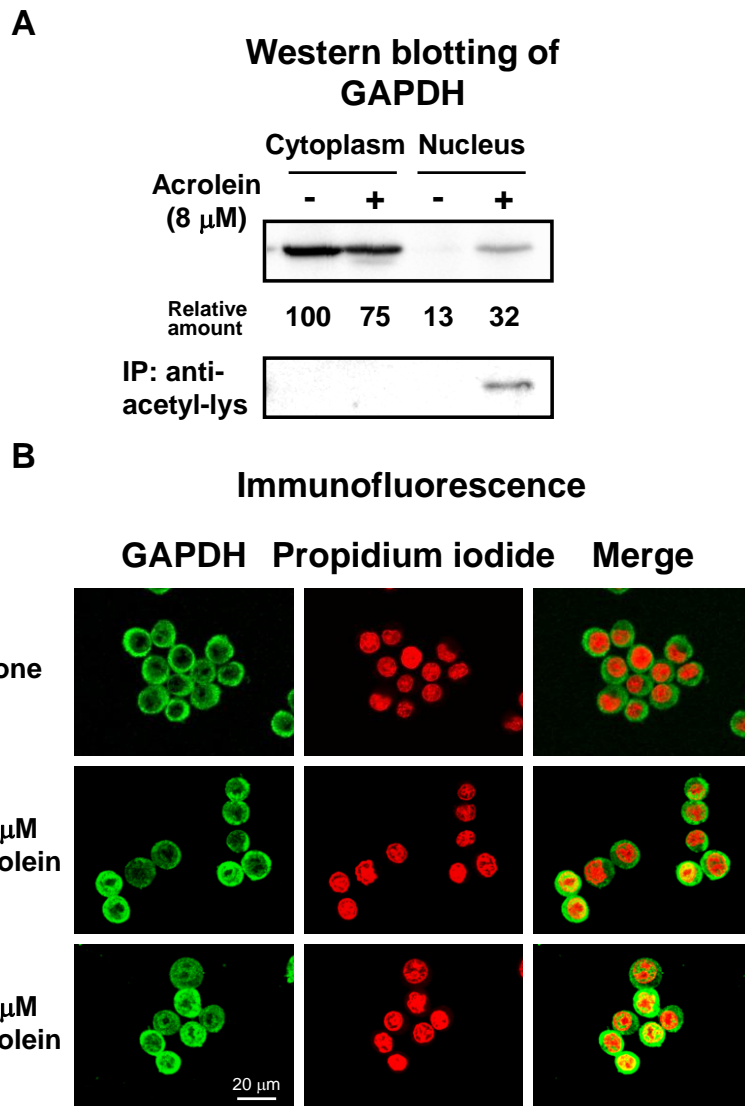 A
Western blotting of
GAPDH
Cytoplasm Nucleus
Acrolein
(8 μM)
- + - +
Relative
amount
100 75 13 32
IP: anti-
acetyl-lys
B
Immunofluorescence
GAPDH Propidium iodide Merge
one
μM
olein
μM
olein
20 μm